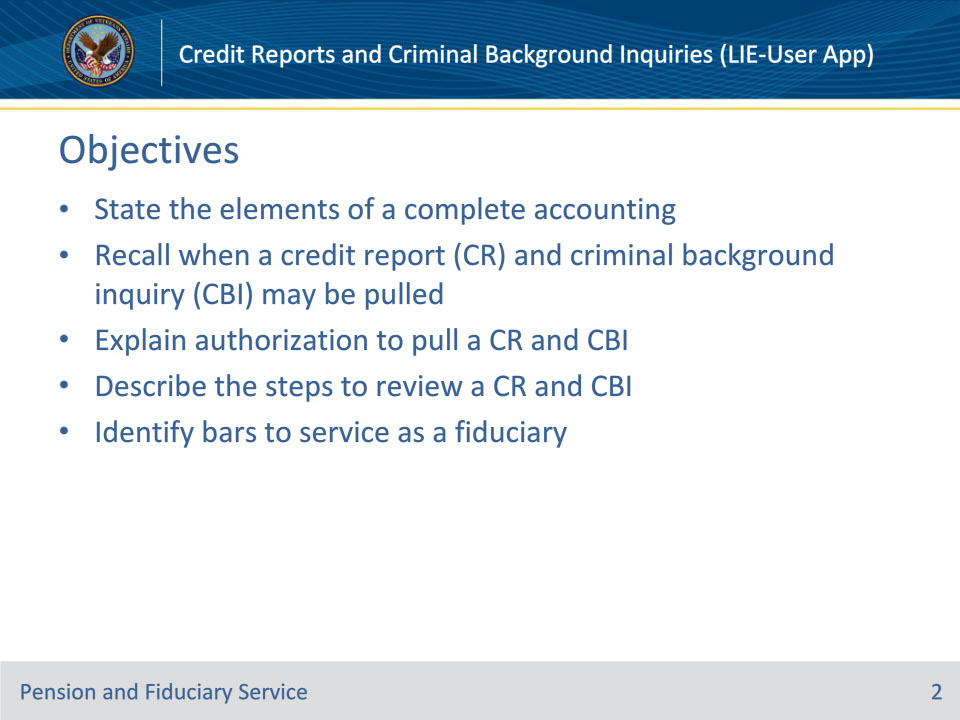 Credit Reports and Criminal Background Inquiries (LIE-User App)
Objectives
• State the elements of a complete accounting
• Recall when a credit report (CR) and criminal background
inquiry (CBI) may be pulled
• Explain authorization to pull a CR and CBI
• Describe the steps to review a CR and CBI
• Identify bars to service as a fiduciary
Pension and Fiduciary Service
2